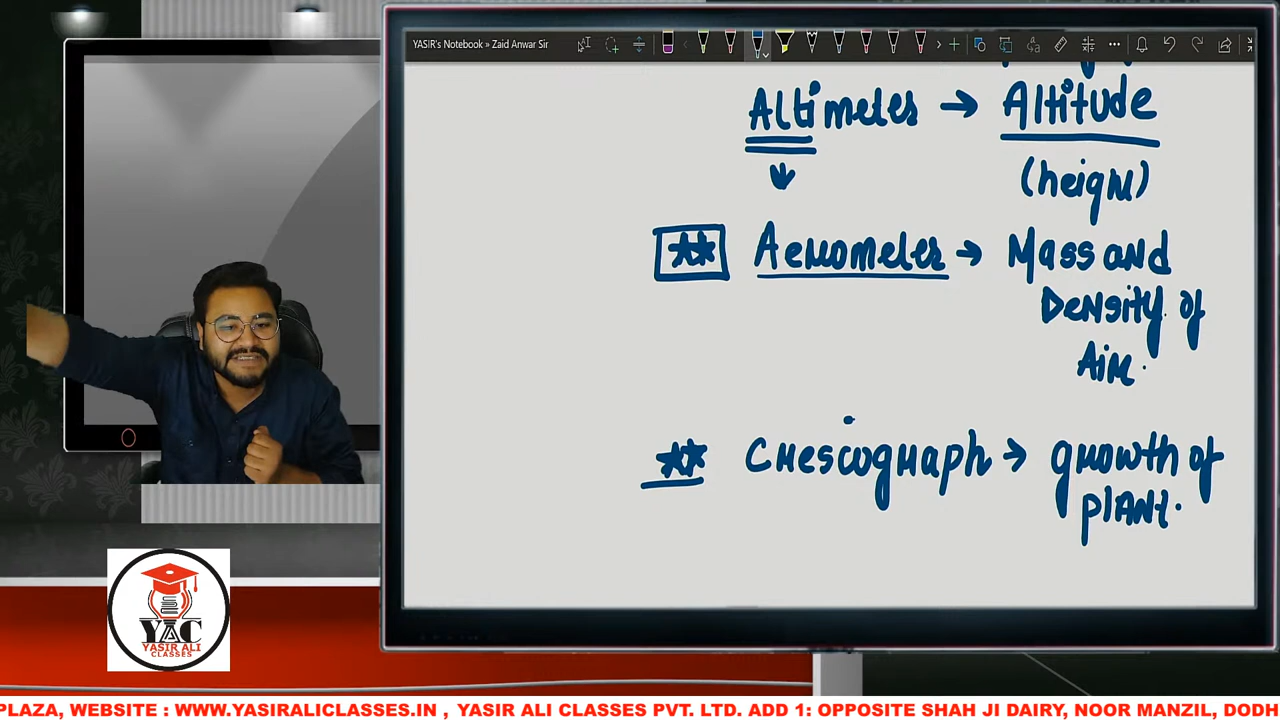 YASIR's Notebook » Zaid Anwar Sir
Altimeter → Altitude
(height)
** Aerometer → Mass and
Density of
Air.
** Crescograph → growth of
plant.
YAC
YASIR ALI
CLASSES
PLAZA, WEBSITE : WWW.YASIRALICLASSES.IN , YASIR ALI CLASSES PVT. LTD. ADD 1: OPPOSITE SHAH JI DAIRY, NOOR MANZIL, DODH